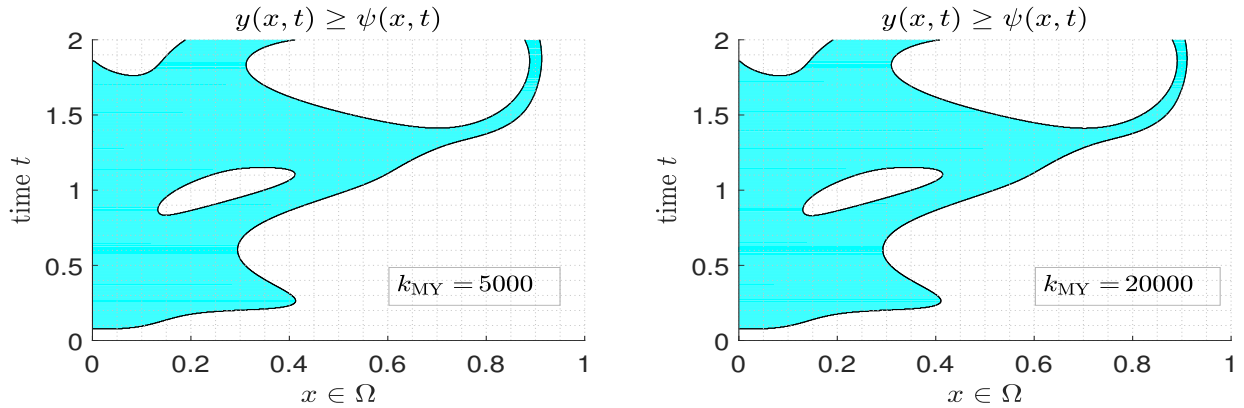 y(x, t) ≥ ψ(x, t)
2
1.5
1
0.5
0
time t
k_MY = 5000
0 0.2 0.4 0.6 0.8 1
x ∈ Ω
y(x, t) ≥ ψ(x, t)
2
1.5
1
0.5
0
time t
k_MY = 20000
0 0.2 0.4 0.6 0.8 1
x ∈ Ω